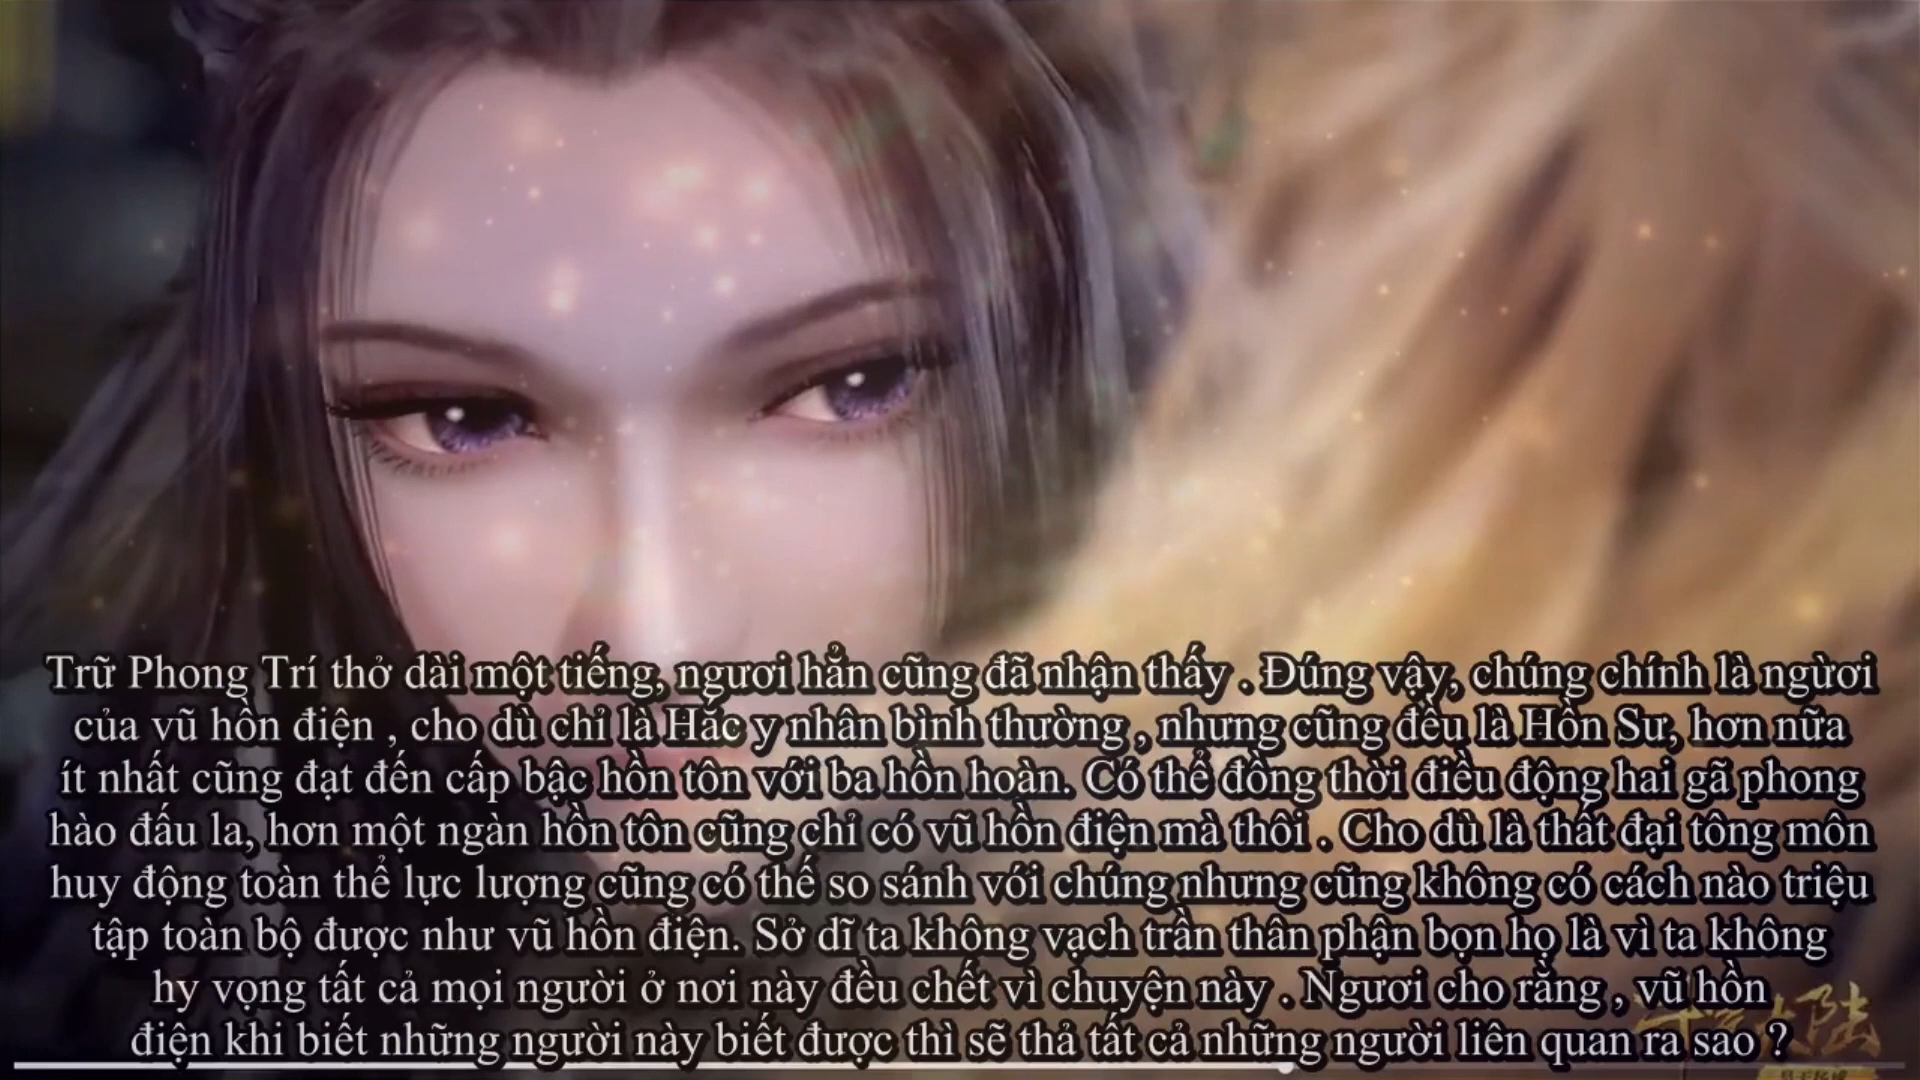 Trữ Phong Trí thở dài một tiếng, ngươi hẳn cũng đã nhận thấy . Đúng vậy, chúng chính là ngừơi
của vũ hồn điện , cho dù chỉ là Hắc y nhân bình thường , nhưng cũng đều là Hồn Sư, hơn nữa
ít nhất cũng đạt đến cấp bậc hồn tôn với ba hồn hoàn. Có thể đồng thời điều động hai gã phong
hào đấu la, hơn một ngàn hồn tôn cũng chỉ có vũ hồn điện mà thôi . Cho dù là thất đại tông môn
huy động toàn thể lực lượng cũng có thể so sánh với chúng nhưng cũng không có cách nào triệu
tập toàn bộ được như vũ hồn điện. Sở dĩ ta không vạch trần thân phận bọn họ là vì ta không
hy vọng tất cả mọi người ở nơi này đều chết vì chuyện này . Ngươi cho rằng , vũ hồn
điện khi biết những người này biết được thì sẽ thả tất cả những người liên quan ra sao ?